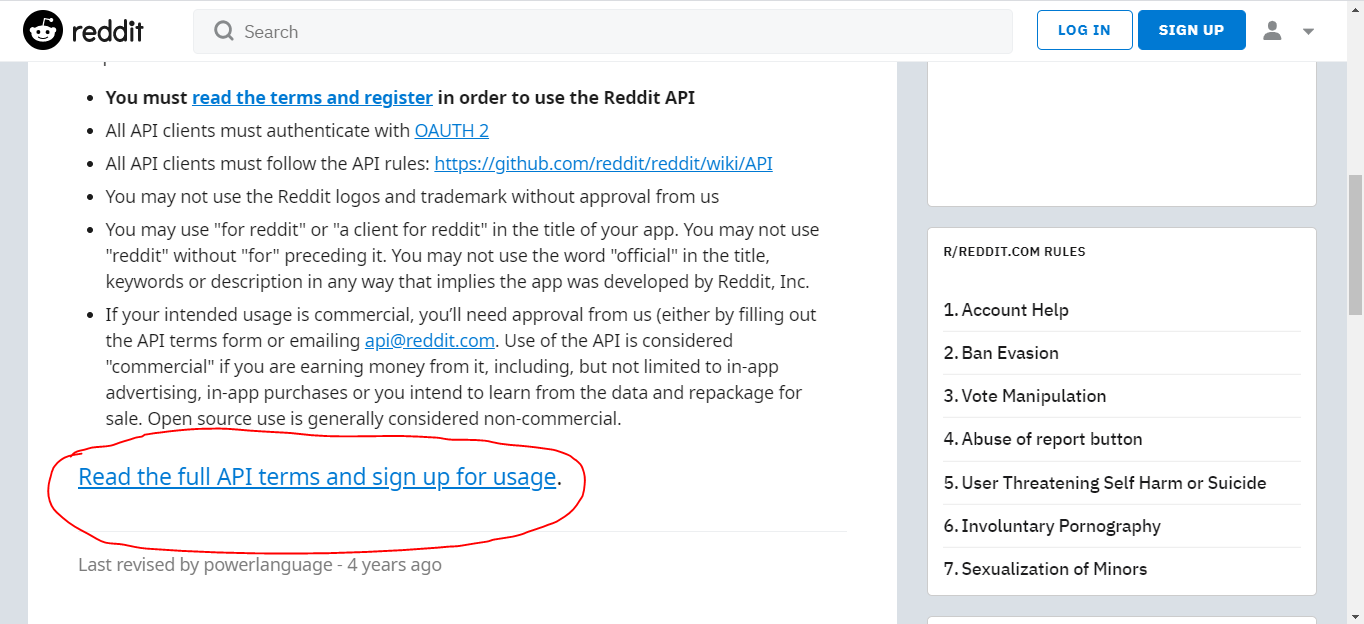 reddit
Search
LOG IN
SIGN UP
You must read the terms and register in order to use the Reddit API
All API clients must authenticate with OAUTH 2
All API clients must follow the API rules: https://github.com/reddit/reddit/wiki/API
You may not use the Reddit logos and trademark without approval from us
You may use "for reddit" or "a client for reddit" in the title of your app. You may not use
"reddit" without "for" preceding it. You may not use the word "official" in the title,
keywords or description in any way that implies the app was developed by Reddit, Inc.
If your intended usage is commercial, you’ll need approval from us (either by filling out
the API terms form or emailing api@reddit.com. Use of the API is considered
"commercial" if you are earning money from it, including, but not limited to in-app
advertising, in-app purchases or you intend to learn from the data and repackage for
sale. Open source use is generally considered non-commercial.
Read the full API terms and sign up for usage.
Last revised by powerlanguage - 4 years ago
R/REDDIT.COM RULES
1. Account Help
2. Ban Evasion
3. Vote Manipulation
4. Abuse of report button
5. User Threatening Self Harm or Suicide
6. Involuntary Pornography
7. Sexualization of Minors